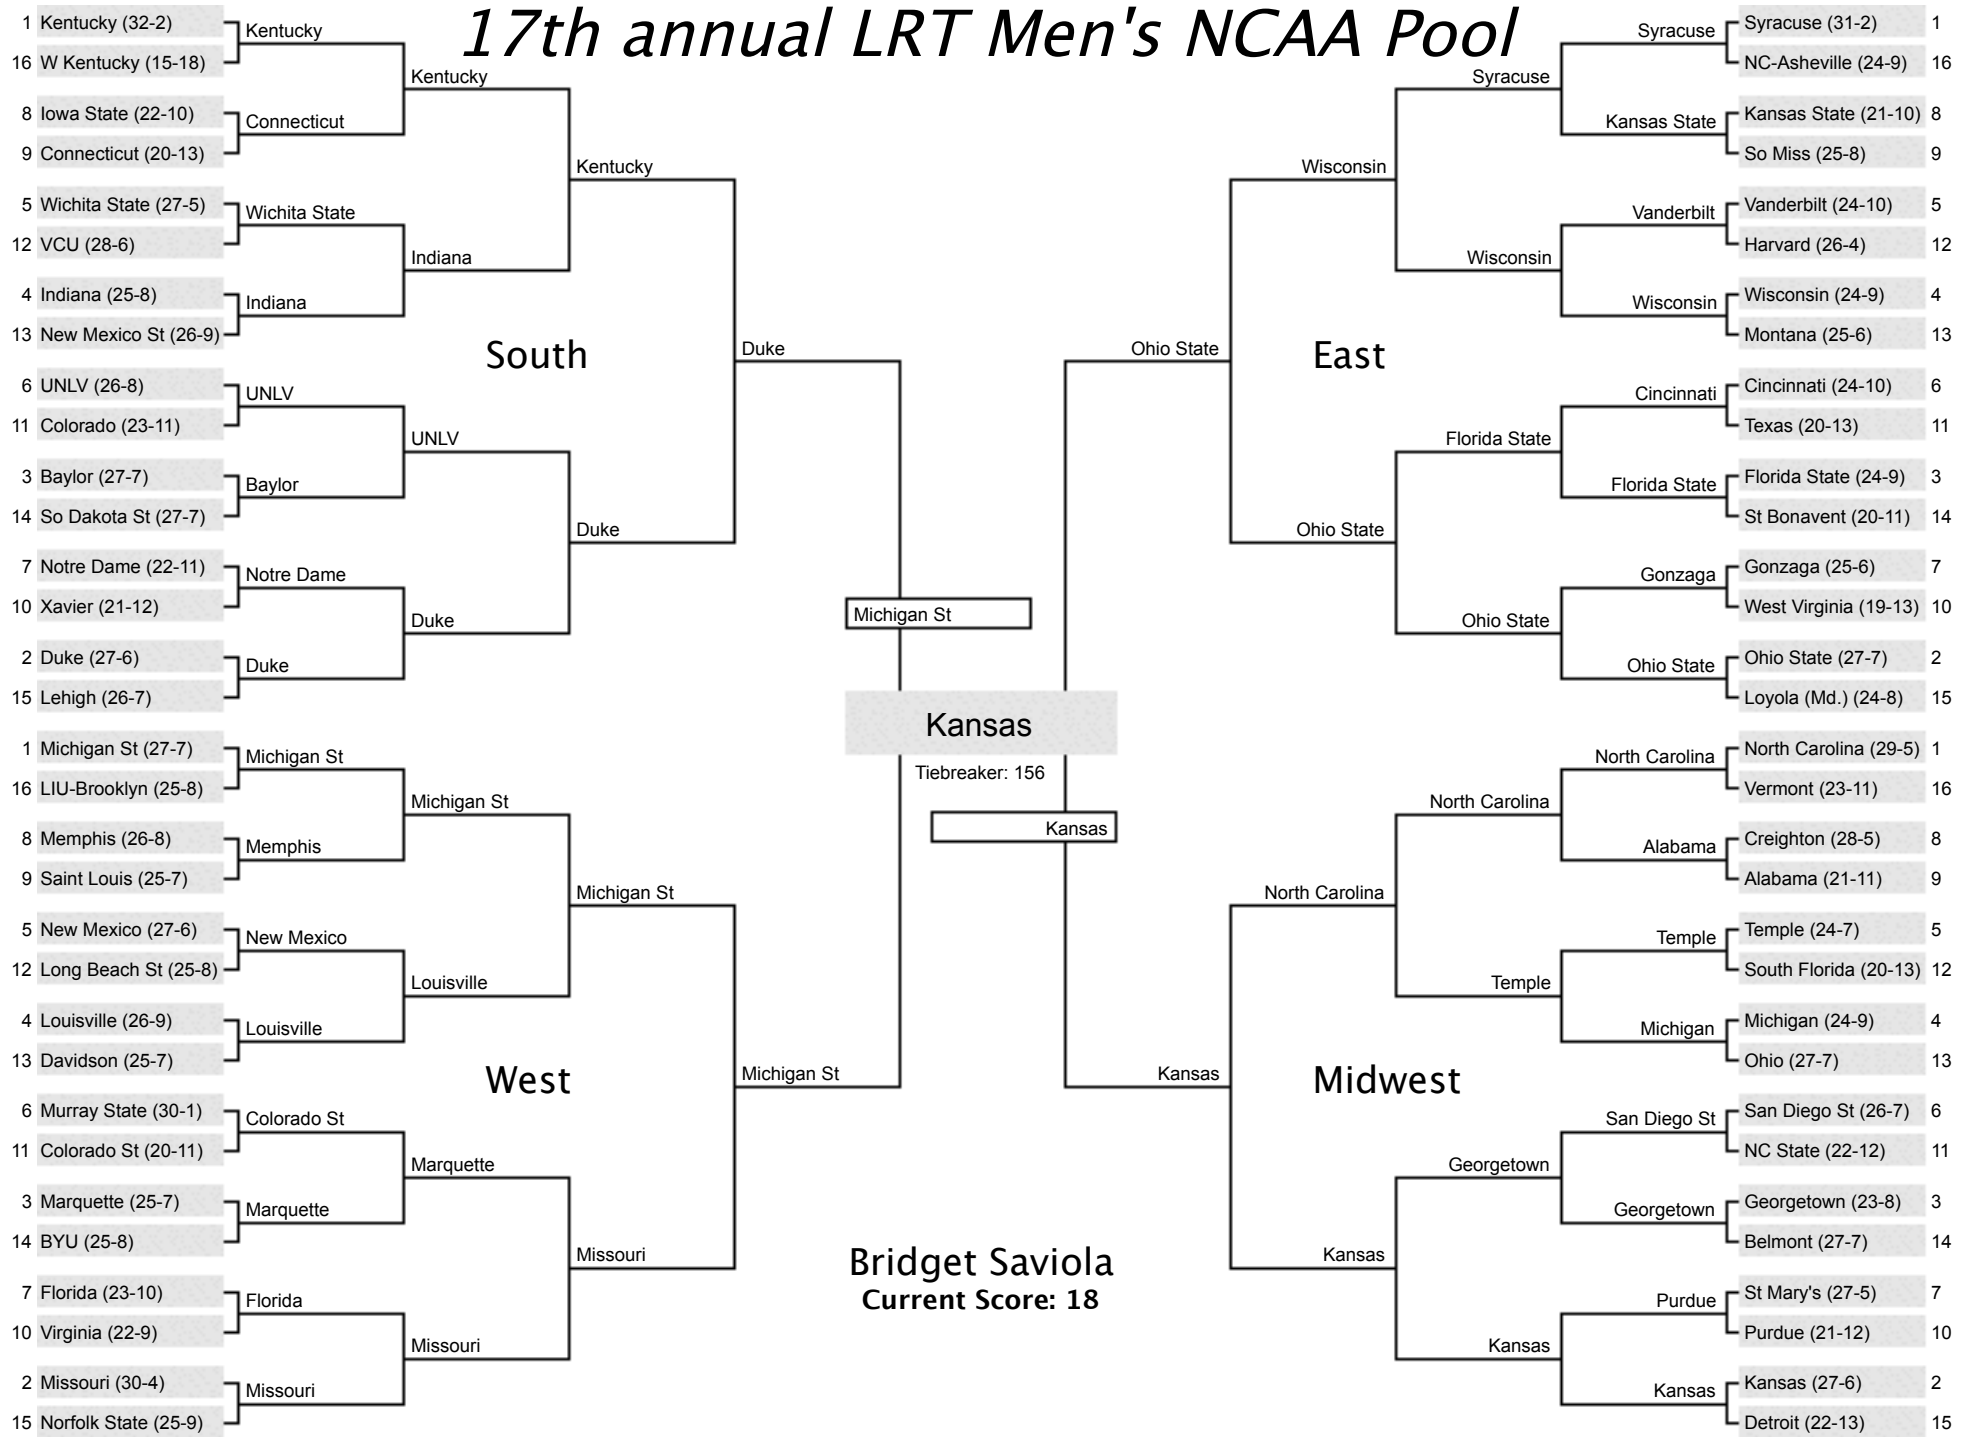 17th annual LRT Men's NCAA Pool
1 Kentucky (32-2)
16 W Kentucky (15-18)
8 Iowa State (22-10)
9 Connecticut (20-13)
5 Wichita State (27-5)
12 VCU (28-6)
4 Indiana (25-8)
13 New Mexico St (26-9)
6 UNLV (26-8)
11 Colorado (23-11)
3 Baylor (27-7)
14 So Dakota St (27-7)
7 Notre Dame (22-11)
10 Xavier (21-12)
2 Duke (27-6)
15 Lehigh (26-7)
Kentucky
Connecticut
Wichita State
Indiana
UNLV
Baylor
Notre Dame
Duke
Kentucky
Indiana
UNLV
Duke
Kentucky
Duke
Duke
South
1 Michigan St (27-7)
16 LIU-Brooklyn (25-8)
8 Memphis (26-8)
9 Saint Louis (25-7)
5 New Mexico (27-6)
12 Long Beach St (25-8)
4 Louisville (26-9)
13 Davidson (25-7)
6 Murray State (30-1)
11 Colorado St (20-11)
3 Marquette (25-7)
14 BYU (25-8)
7 Florida (23-10)
10 Virginia (22-9)
2 Missouri (30-4)
15 Norfolk State (25-9)
Michigan St
Memphis
New Mexico
Louisville
Colorado St
Marquette
Florida
Missouri
Michigan St
Louisville
Marquette
Missouri
Michigan St
Missouri
Michigan St
West
Michigan St
Kansas
Tiebreaker: 156
Kansas
Bridget Saviola
Current Score: 18
Syracuse (31-2) 1
NC-Asheville (24-9) 16
Kansas State (21-10) 8
So Miss (25-8) 9
Vanderbilt (24-10) 5
Harvard (26-4) 12
Wisconsin (24-9) 4
Montana (25-6) 13
Cincinnati (24-10) 6
Texas (20-13) 11
Florida State (24-9) 3
St Bonavent (20-11) 14
Gonzaga (25-6) 7
West Virginia (19-13) 10
Ohio State (27-7) 2
Loyola (Md.) (24-8) 15
Syracuse
Kansas State
Vanderbilt
Wisconsin
Cincinnati
Florida State
Gonzaga
Ohio State
Syracuse
Wisconsin
Florida State
Ohio State
Wisconsin
Ohio State
Ohio State
East
North Carolina (29-5) 1
Vermont (23-11) 16
Creighton (28-5) 8
Alabama (21-11) 9
Temple (24-7) 5
South Florida (20-13) 12
Michigan (24-9) 4
Ohio (27-7) 13
San Diego St (26-7) 6
NC State (22-12) 11
Georgetown (23-8) 3
Belmont (27-7) 14
St Mary's (27-5) 7
Purdue (21-12) 10
Kansas (27-6) 2
Detroit (22-13) 15
North Carolina
Alabama
Temple
Michigan
San Diego St
Georgetown
Purdue
Kansas
North Carolina
Temple
Georgetown
Kansas
North Carolina
Kansas
Kansas
Midwest